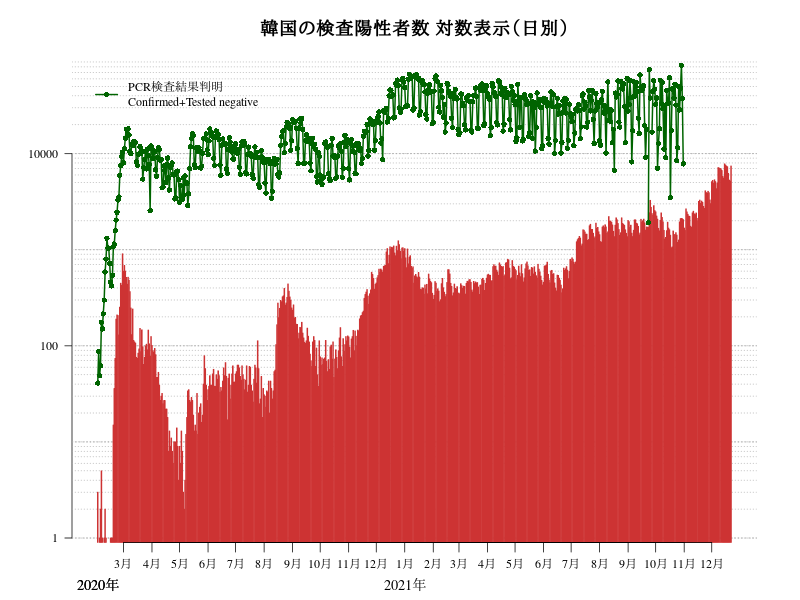 韓国の検査陽性者数 対数表示（日別）
PCR検査結果判明
Confirmed+Tested negative
10000
100
1
3月 4月 5月 6月 7月 8月 9月 10月 11月 12月 1月 2月 3月 4月 5月 6月 7月 8月 9月 10月 11月 12月
2020年 2021年